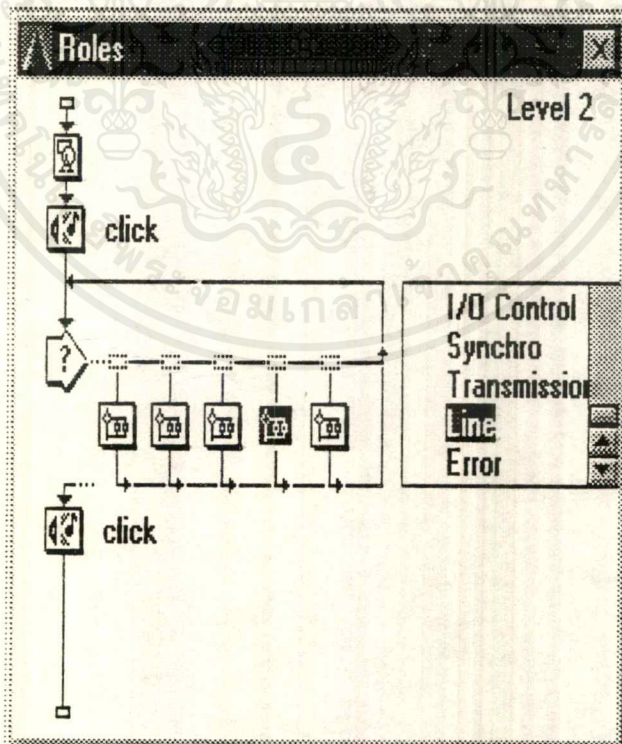 Roles
Level 2
click
?
I/O Control
Synchro
Transmission
Line
Error
click